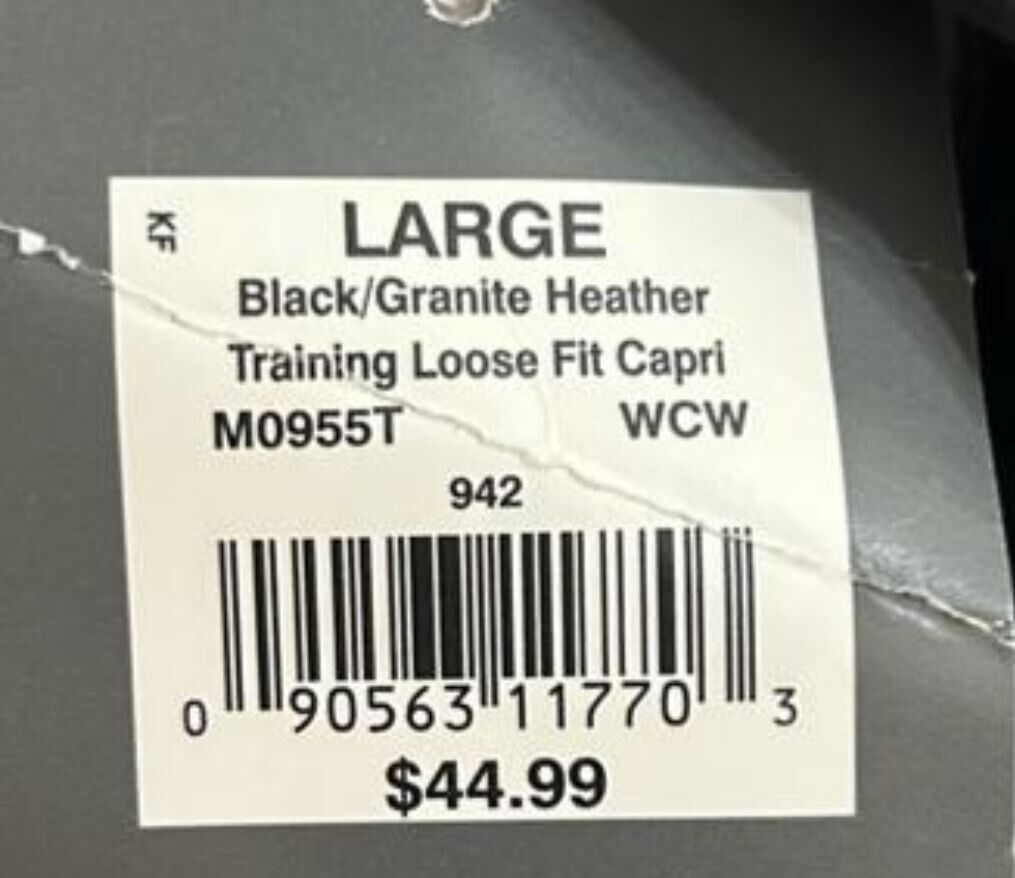 KF
LARGE
Black/Granite Heather
Training Loose Fit Capri
M0955T WCW
942
0 90563 11770 3
$44.99